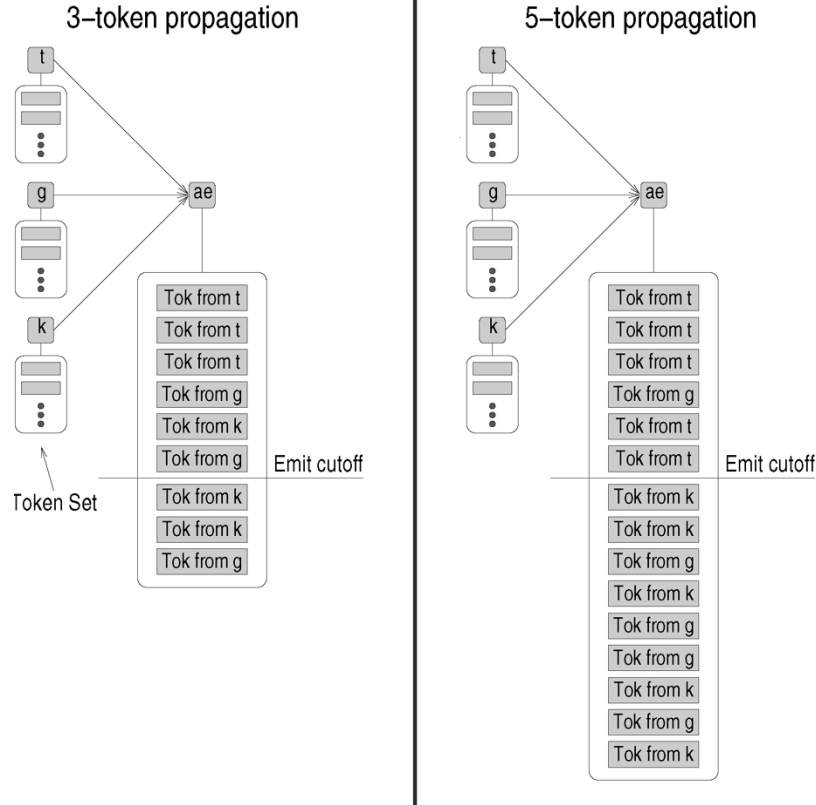 3–token propagation
t
g
ae
k
Tok from t
Tok from t
Tok from t
Tok from g
Tok from k
Tok from g
Emit cutoff
Tok from k
Tok from k
Tok from g
Token Set
5–token propagation
t
g
ae
k
Tok from t
Tok from t
Tok from t
Tok from g
Tok from t
Tok from t
Emit cutoff
Tok from k
Tok from k
Tok from g
Tok from k
Tok from g
Tok from g
Tok from k
Tok from g
Tok from k